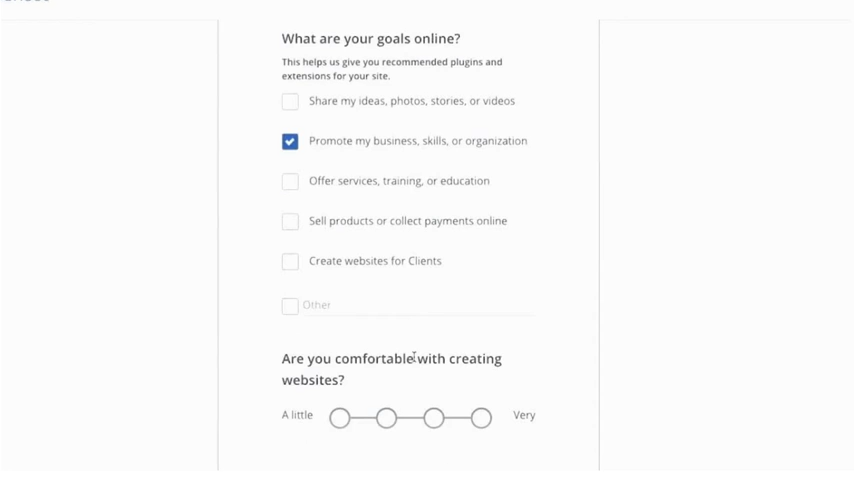 What are your goals online?
This helps us give you recommended plugins and
extensions for your site.
Share my ideas, photos, stories, or videos
Promote my business, skills, or organization
Offer services, training, or education
Sell products or collect payments online
Create websites for Clients
Other
Are you comfortable with creating
websites?
A little Very